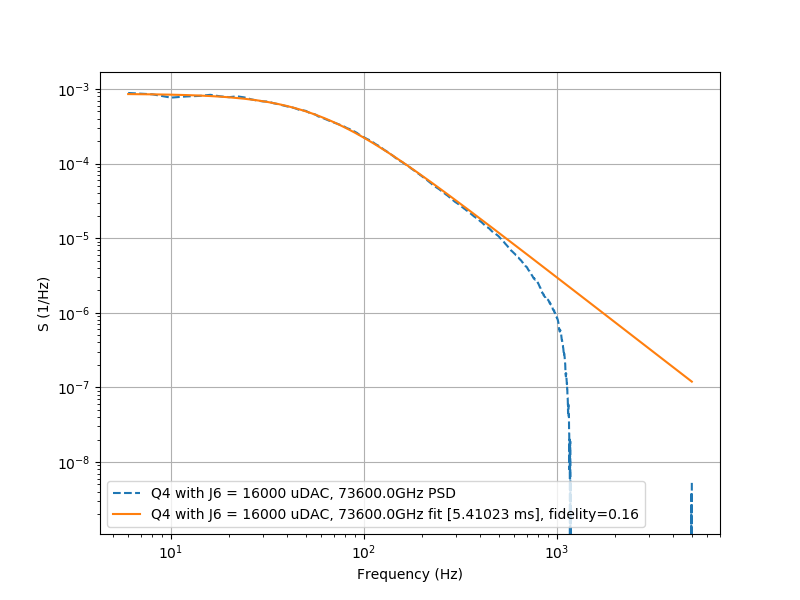 10⁻³
10⁻⁴
10⁻⁵
10⁻⁶
10⁻⁷
10⁻⁸
S (1/Hz)
Q4 with J6 = 16000 uDAC, 73600.0GHz PSD
Q4 with J6 = 16000 uDAC, 73600.0GHz fit [5.41023 ms], fidelity=0.16
10¹
10²
10³
Frequency (Hz)